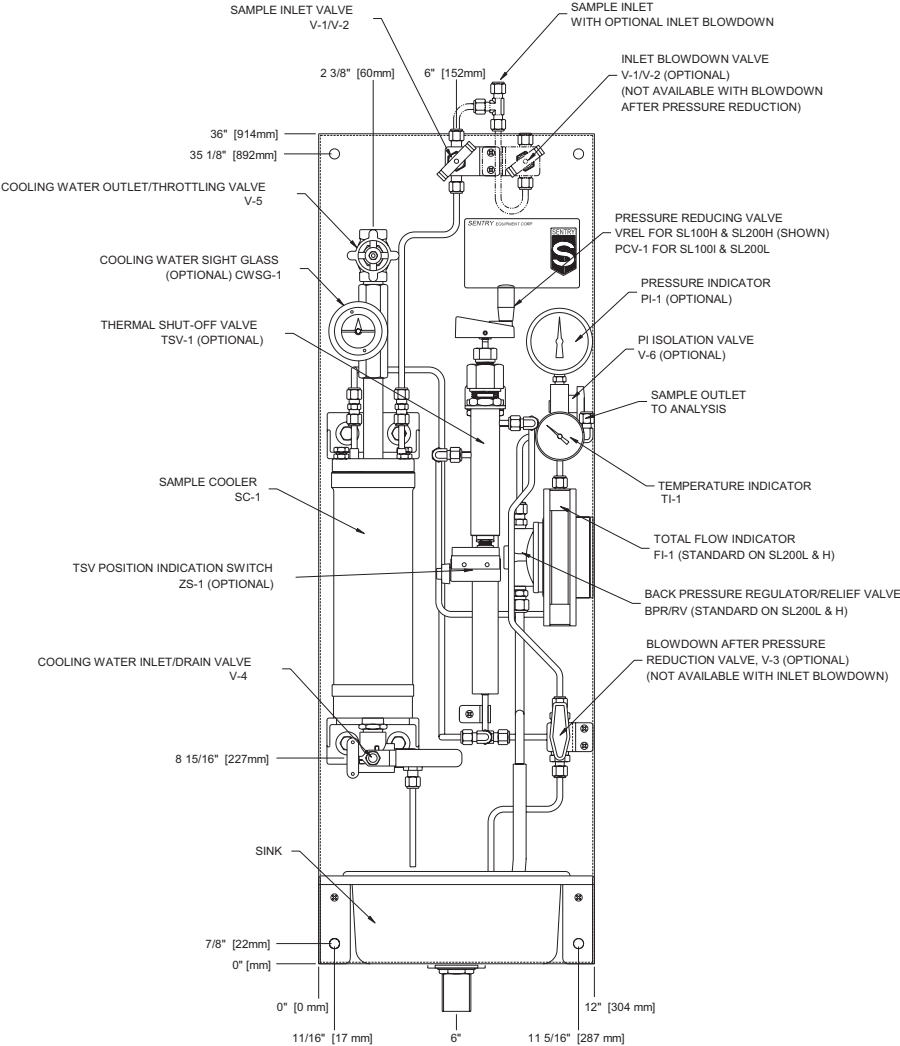 SAMPLE INLET VALVE
V-1/V-2
SAMPLE INLET
WITH OPTIONAL INLET BLOWDOWN
INLET BLOWDOWN VALVE
V-1/V-2 (OPTIONAL)
(NOT AVAILABLE WITH BLOWDOWN
AFTER PRESSURE REDUCTION)
2 3/8" [60mm]
6" [152mm]
36" [914mm]
35 1/8" [892mm]
COOLING WATER OUTLET/THROTTLING VALVE
V-5
COOLING WATER SIGHT GLASS
(OPTIONAL) CWSG-1
THERMAL SHUT-OFF VALVE
TSV-1 (OPTIONAL)
SENTRY EQUIPMENT CORP
SENTRY
S
PRESSURE REDUCING VALVE
VREL FOR SL100H & SL200H (SHOWN)
PCV-1 FOR SL100I & SL200L
PRESSURE INDICATOR
PI-1 (OPTIONAL)
PI ISOLATION VALVE
V-6 (OPTIONAL)
SAMPLE OUTLET
TO ANALYSIS
SAMPLE COOLER
SC-1
TEMPERATURE INDICATOR
TI-1
TOTAL FLOW INDICATOR
FI-1 (STANDARD ON SL200L & H)
TSV POSITION INDICATION SWITCH
ZS-1 (OPTIONAL)
BACK PRESSURE REGULATOR/RELIEF VALVE
BPR/RV (STANDARD ON SL200L & H)
BLOWDOWN AFTER PRESSURE
REDUCTION VALVE, V-3 (OPTIONAL)
(NOT AVAILABLE WITH INLET BLOWDOWN)
COOLING WATER INLET/DRAIN VALVE
V-4
8 15/16" [227mm]
SINK
7/8" [22mm]
0" [mm]
0" [0 mm]
12" [304 mm]
11/16" [17 mm]
6"
11 5/16" [287 mm]